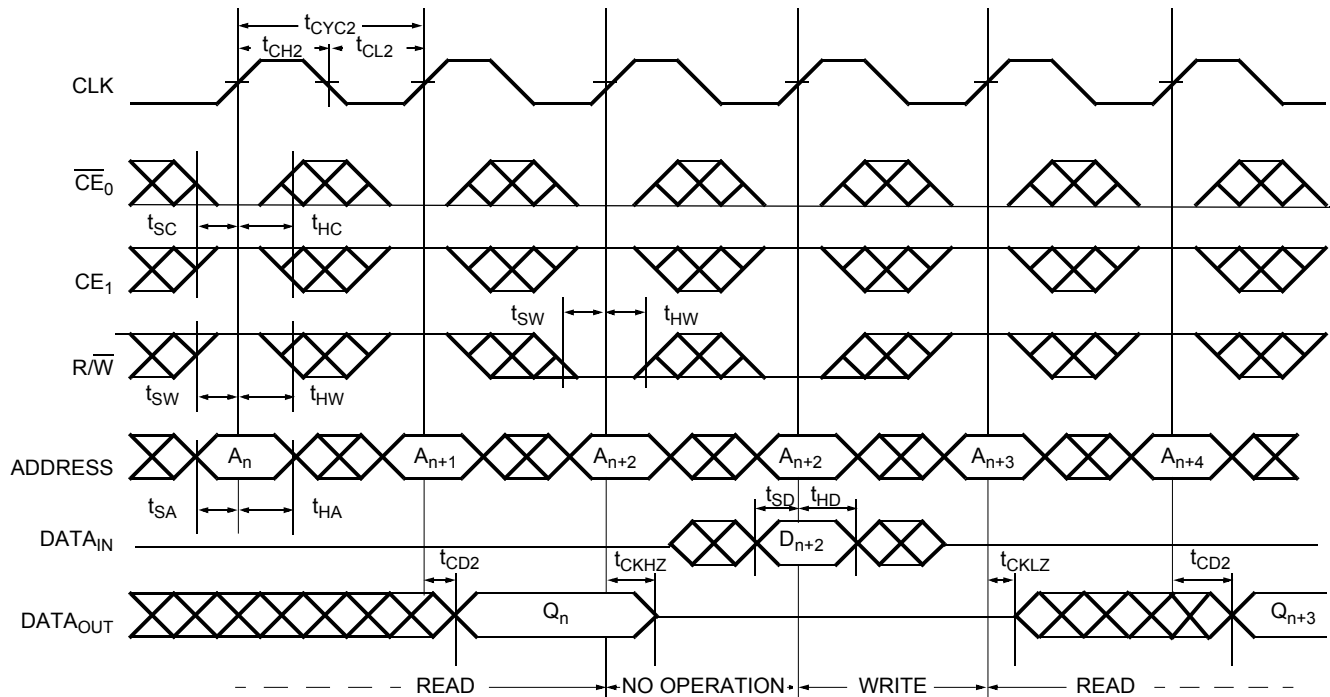 tCYC2
tCH2 tCL2
CLK
CE0
tSC tHC
CE1
tSW tHW
R/W
tSW tHW
ADDRESS An An+1 An+2 An+2 An+3 An+4
tSA tHA tSD tHD
DATAIN Dn+2
tCD2 tCKHZ tCKLZ tCD2
DATAOUT Qn Qn+3
READ NO OPERATION WRITE READ